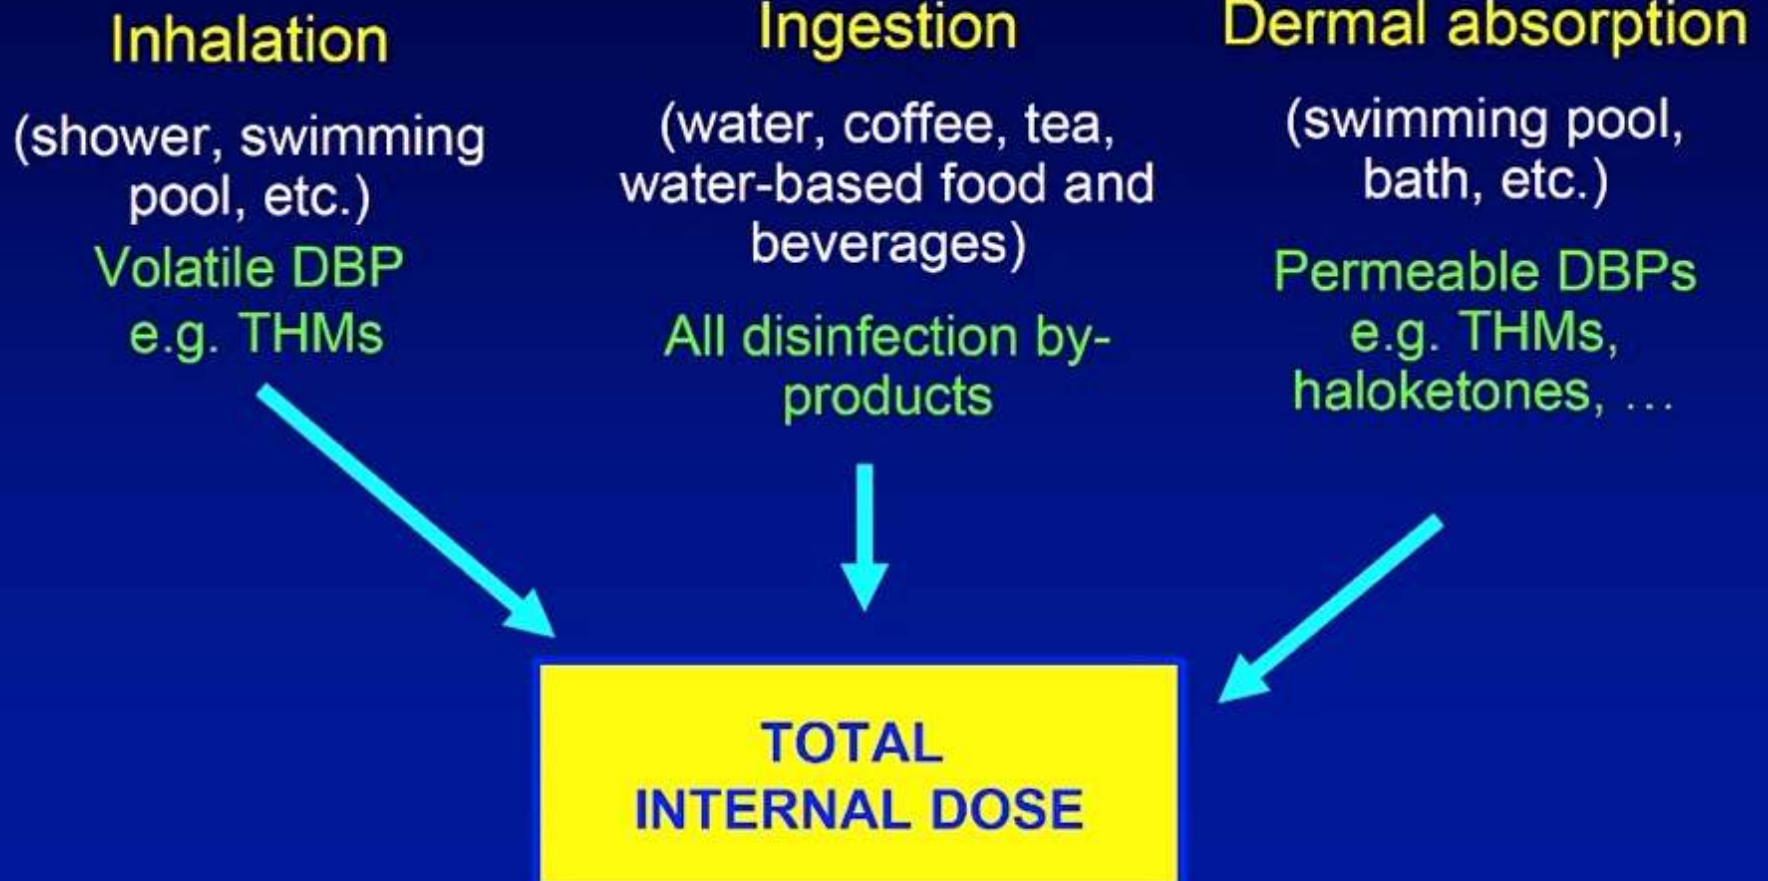 Inhalation
(shower, swimming
pool, etc.)
Volatile DBP
e.g. THMs
Ingestion
(water, coffee, tea,
water-based food and
beverages)
All disinfection by-
products
Dermal absorption
(swimming pool,
bath, etc.)
Permeable DBPs
e.g. THMs,
haloketones, …
TOTAL
INTERNAL DOSE